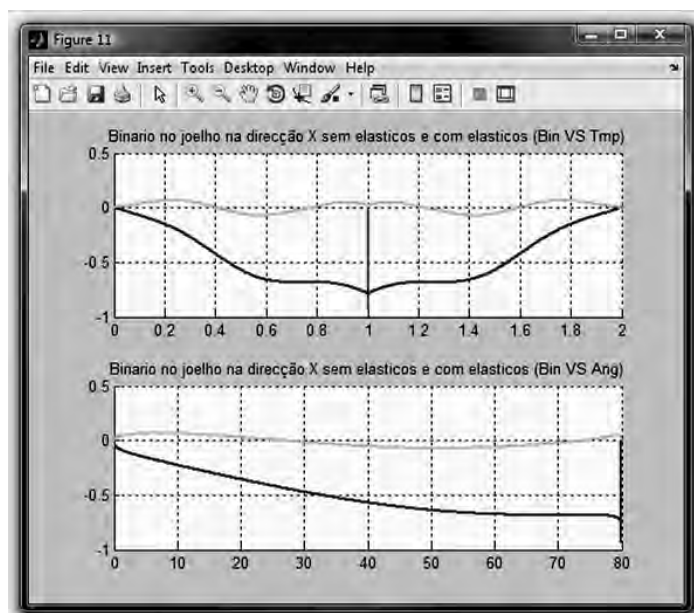 Figure 11
File Edit View Insert Tools Desktop Window Help
Binario no joelho na direcção X sem elasticos e com elasticos (Bin VS Tmp)
0.5
0
-0.5
-1
0 0.2 0.4 0.6 0.8 1 1.2 1.4 1.6 1.8 2
Binario no joelho na direcção X sem elasticos e com elasticos (Bin VS Ang)
0.5
0
-0.5
-1
0 10 20 30 40 50 60 70 80